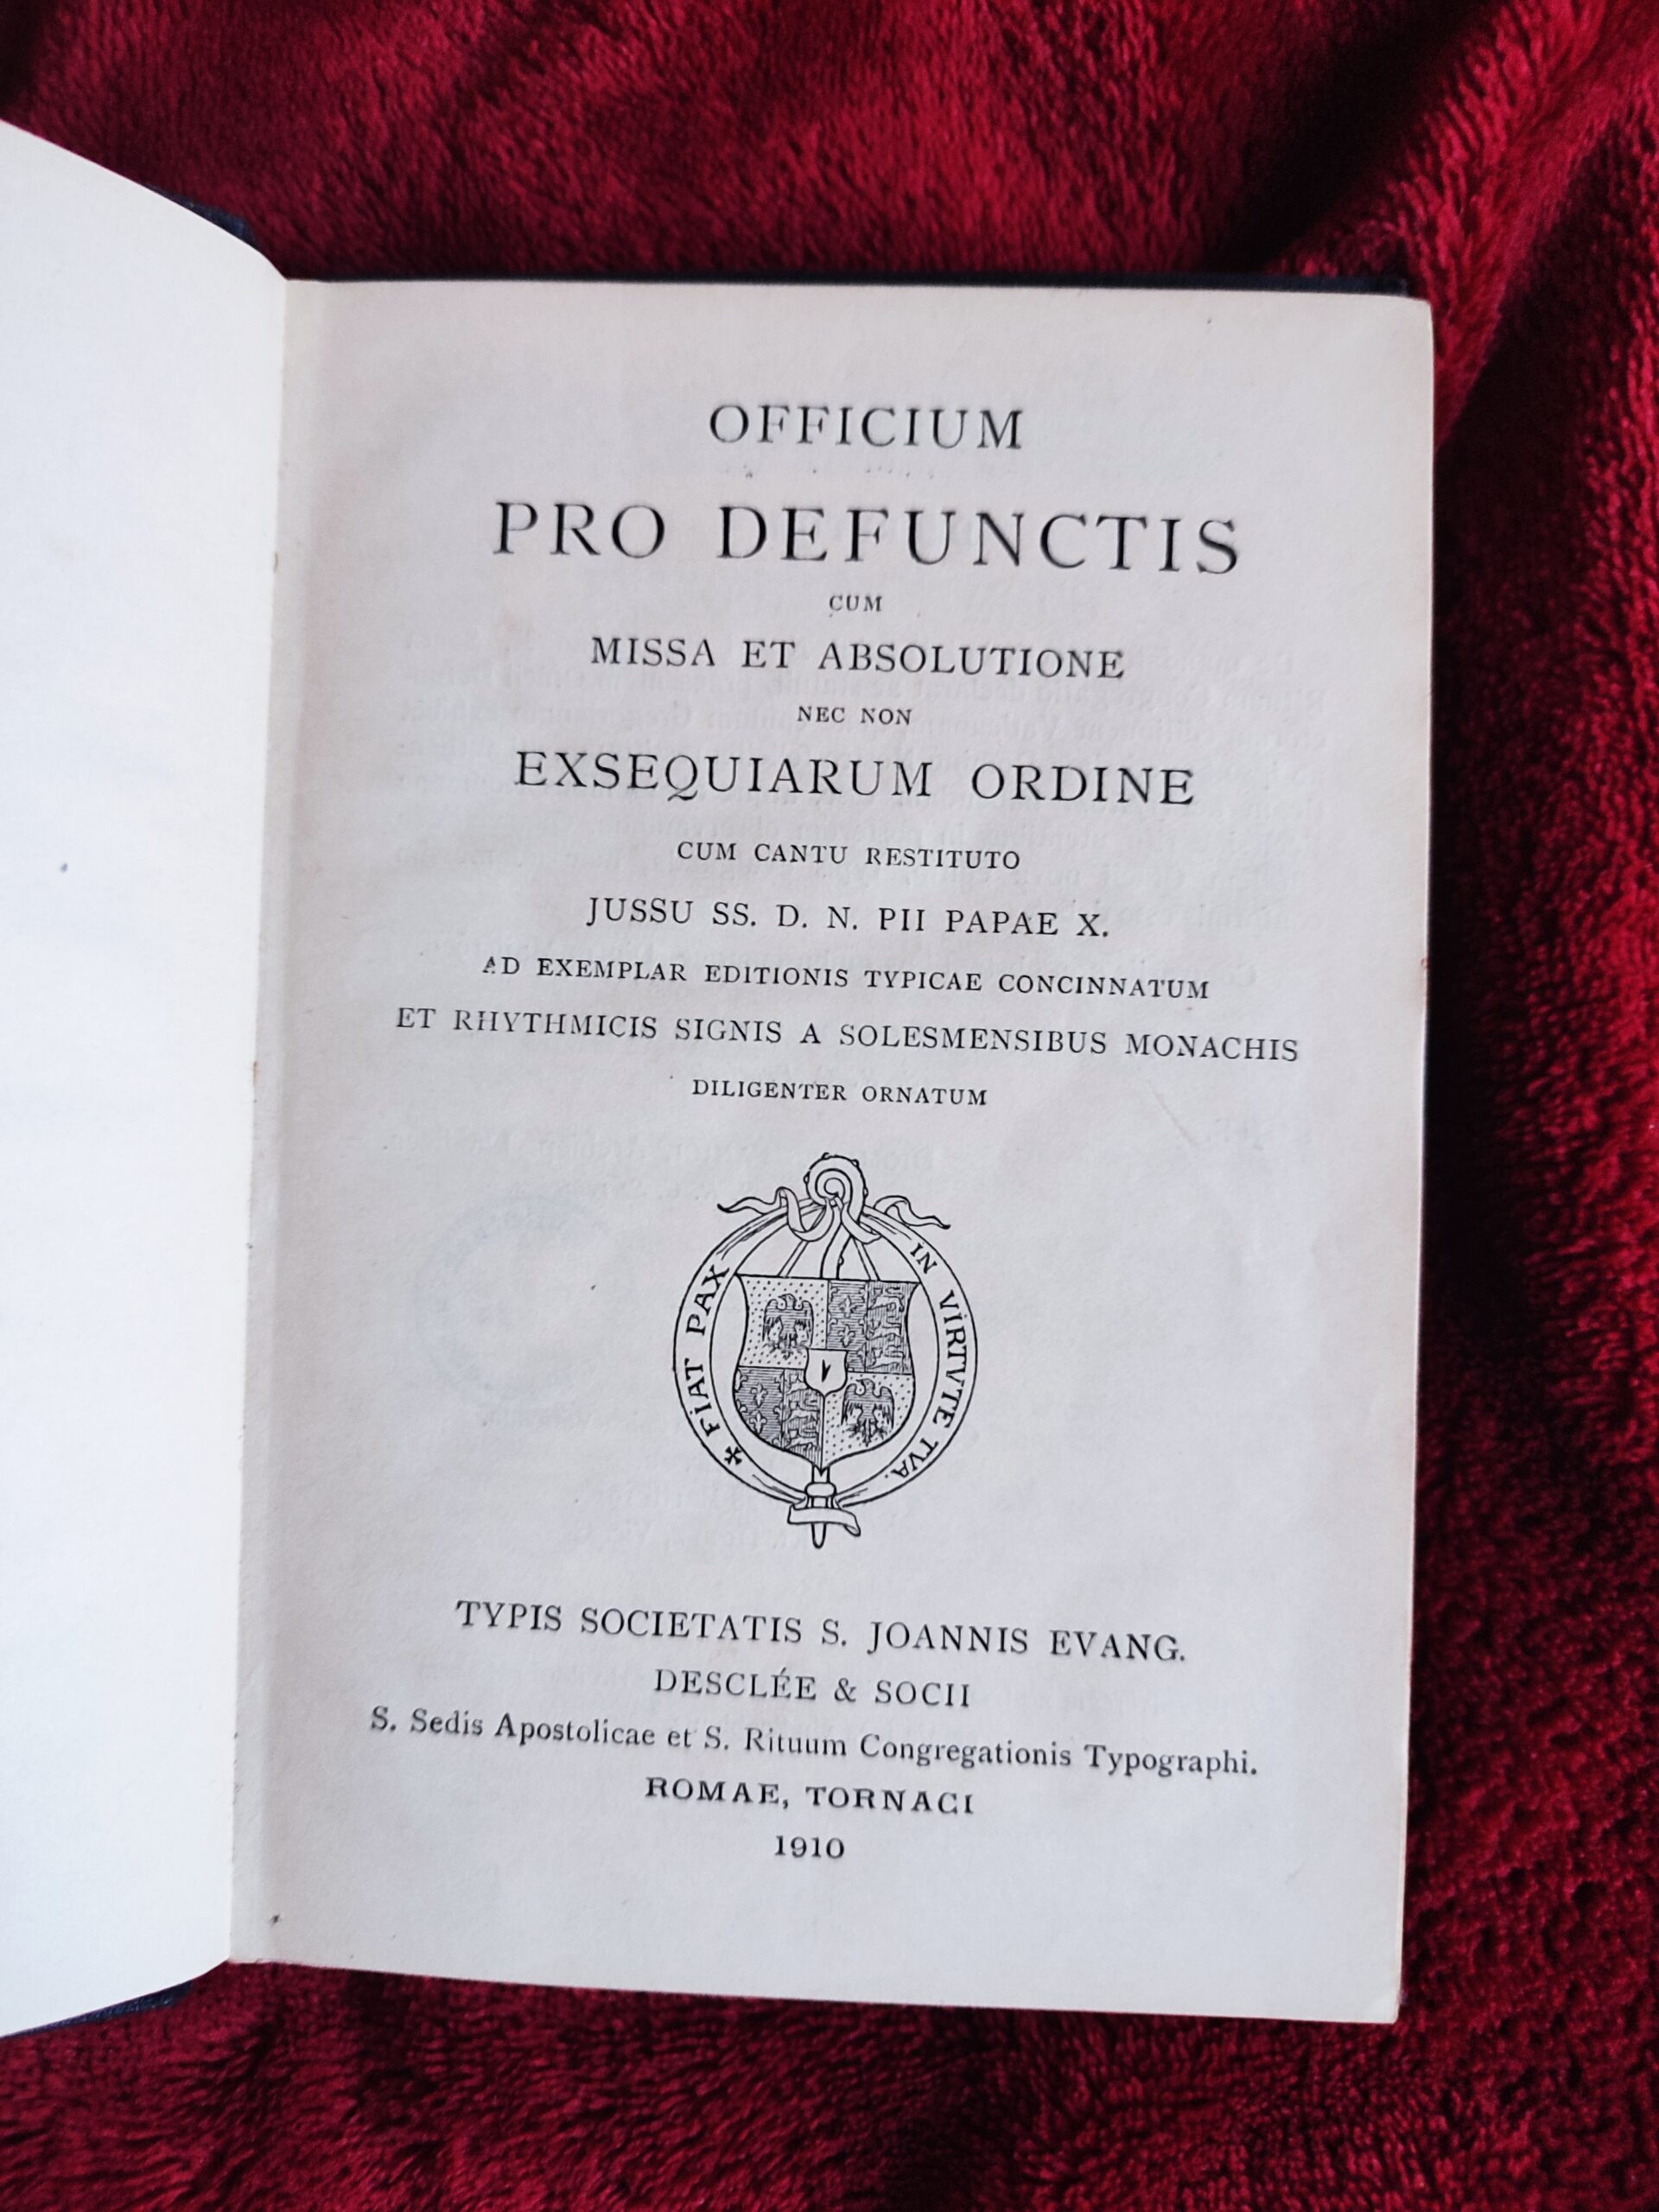 OFFICIUM
PRO DEFUNCTIS
CUM
MISSA ET ABSOLUTIONE
NEC NON
EXSEQUIARUM ORDINE
CUM CANTU RESTITUTO
JUSSU SS. D. N. PII PAPAE X.
AD EXEMPLAR EDITIONIS TYPICAE CONCINNATUM
ET RHYTHMICIS SIGNIS A SOLESMENSIBUS MONACHIS
DILIGENTER ORNATUM
✠ FIAT PAX IN VIRTVTE TVA.
TYPIS SOCIETATIS S. JOANNIS EVANG.
DESCLÉE & SOCII
S. Sedis Apostolicae et S. Rituum Congregationis Typographi.
ROMAE, TORNACI
1910